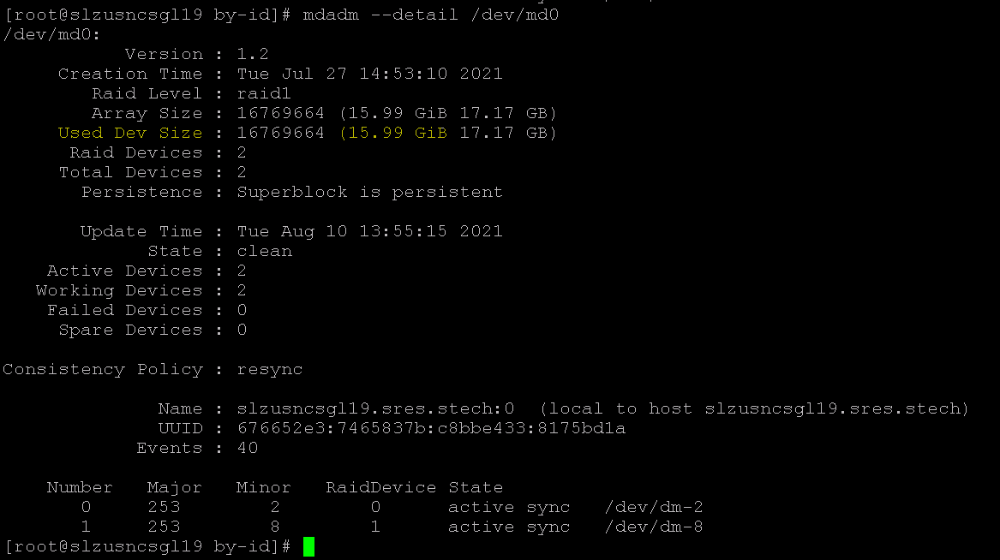 [root@slzusncsgl19 by-id]# mdadm --detail /dev/md0
/dev/md0:
Version : 1.2
Creation Time : Tue Jul 27 14:53:10 2021
Raid Level : raid1
Array Size : 16769664 (15.99 GiB 17.17 GB)
Used Dev Size : 16769664 (15.99 GiB 17.17 GB)
Raid Devices : 2
Total Devices : 2
Persistence : Superblock is persistent
Update Time : Tue Aug 10 13:55:15 2021
State : clean
Active Devices : 2
Working Devices : 2
Failed Devices : 0
Spare Devices : 0
Consistency Policy : resync
Name : slzusncsgl19.sres.stech:0 (local to host slzusncsgl19.sres.stech)
UUID : 676652e3:7465837b:c8bbe433:8175bd1a
Events : 40
Number Major Minor RaidDevice State
0 253 2 0 active sync /dev/dm-2
1 253 8 1 active sync /dev/dm-8
[root@slzusncsgl19 by-id]#